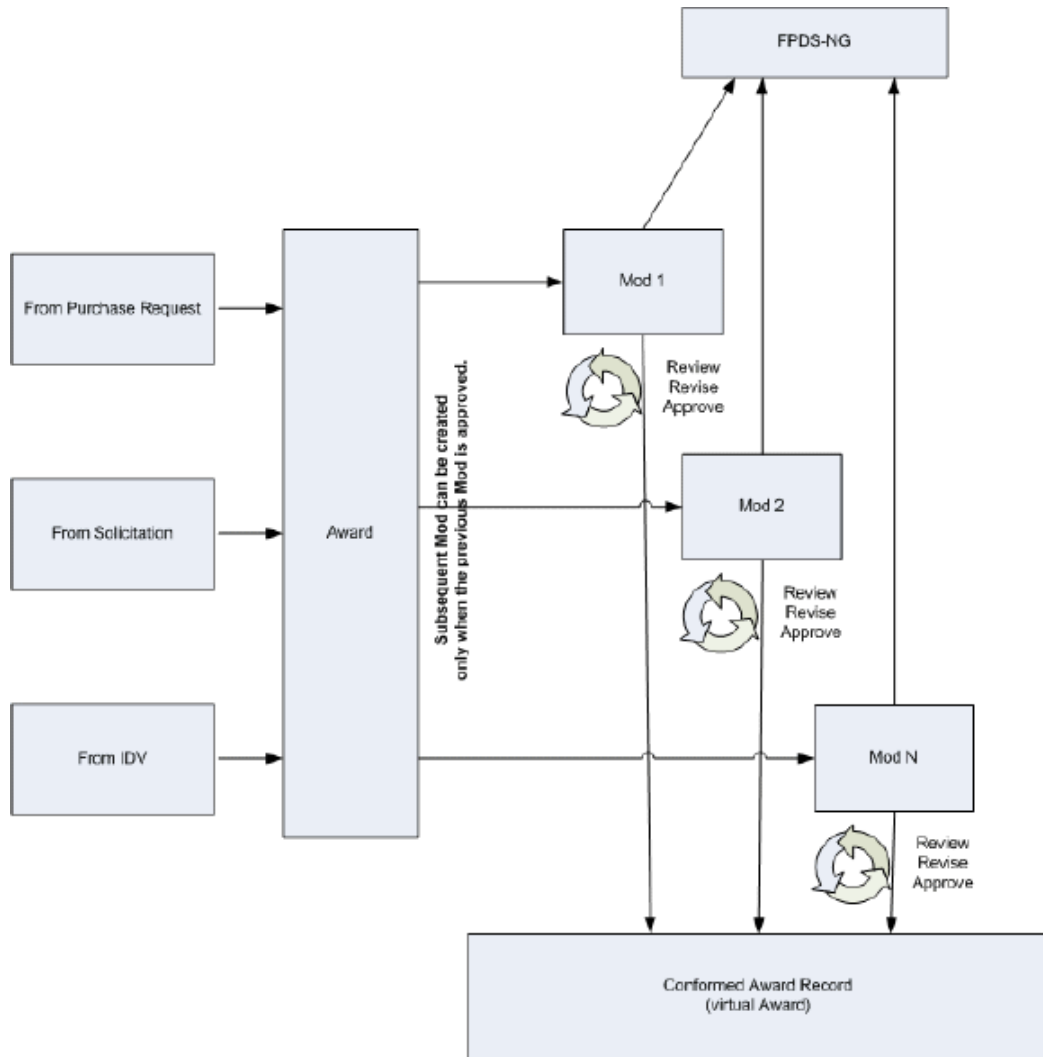 FPDS-NG
From Purchase Request
Mod 1
Review
Revise
Approve
Subsequent Mod can be created
only when the previous Mod is approved.
From Solicitation
Award
Mod 2
Review
Revise
Approve
From IDV
Mod N
Review
Revise
Approve
Conformed Award Record
(virtual Award)